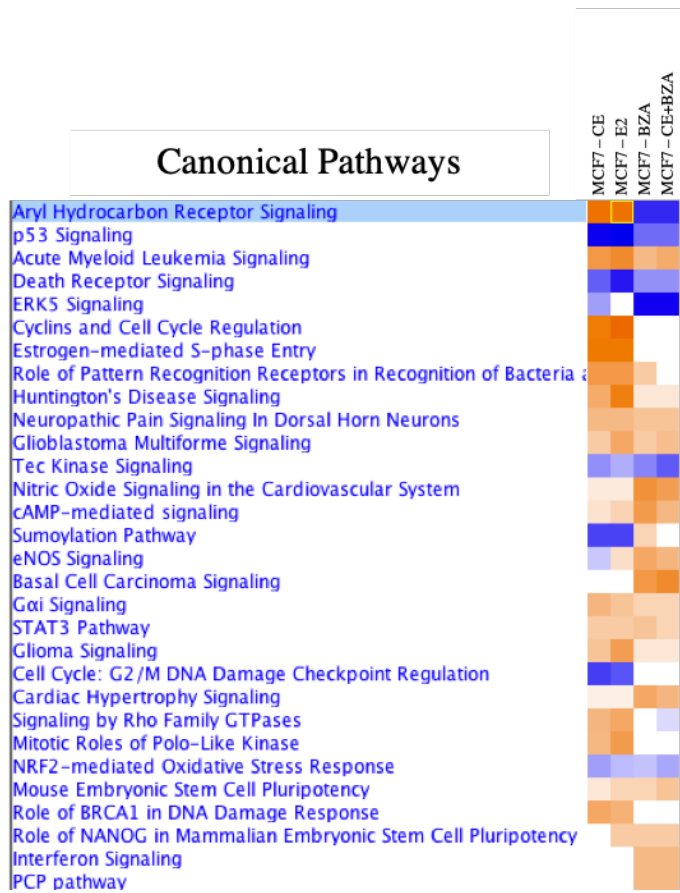 MCF7 – CE
MCF7 – E2
MCF7 – BZA
MCF7 – CE+BZA
Canonical Pathways
Aryl Hydrocarbon Receptor Signaling
p53 Signaling
Acute Myeloid Leukemia Signaling
Death Receptor Signaling
ERK5 Signaling
Cyclins and Cell Cycle Regulation
Estrogen-mediated S-phase Entry
Role of Pattern Recognition Receptors in Recognition of Bacteria
Huntington's Disease Signaling
Neuropathic Pain Signaling In Dorsal Horn Neurons
Glioblastoma Multiforme Signaling
Tec Kinase Signaling
Nitric Oxide Signaling in the Cardiovascular System
cAMP-mediated signaling
Sumoylation Pathway
eNOS Signaling
Basal Cell Carcinoma Signaling
Gαi Signaling
STAT3 Pathway
Glioma Signaling
Cell Cycle: G2/M DNA Damage Checkpoint Regulation
Cardiac Hypertrophy Signaling
Signaling by Rho Family GTPases
Mitotic Roles of Polo-Like Kinase
NRF2-mediated Oxidative Stress Response
Mouse Embryonic Stem Cell Pluripotency
Role of BRCA1 in DNA Damage Response
Role of NANOG in Mammalian Embryonic Stem Cell Pluripotency
Interferon Signaling
PCP pathway